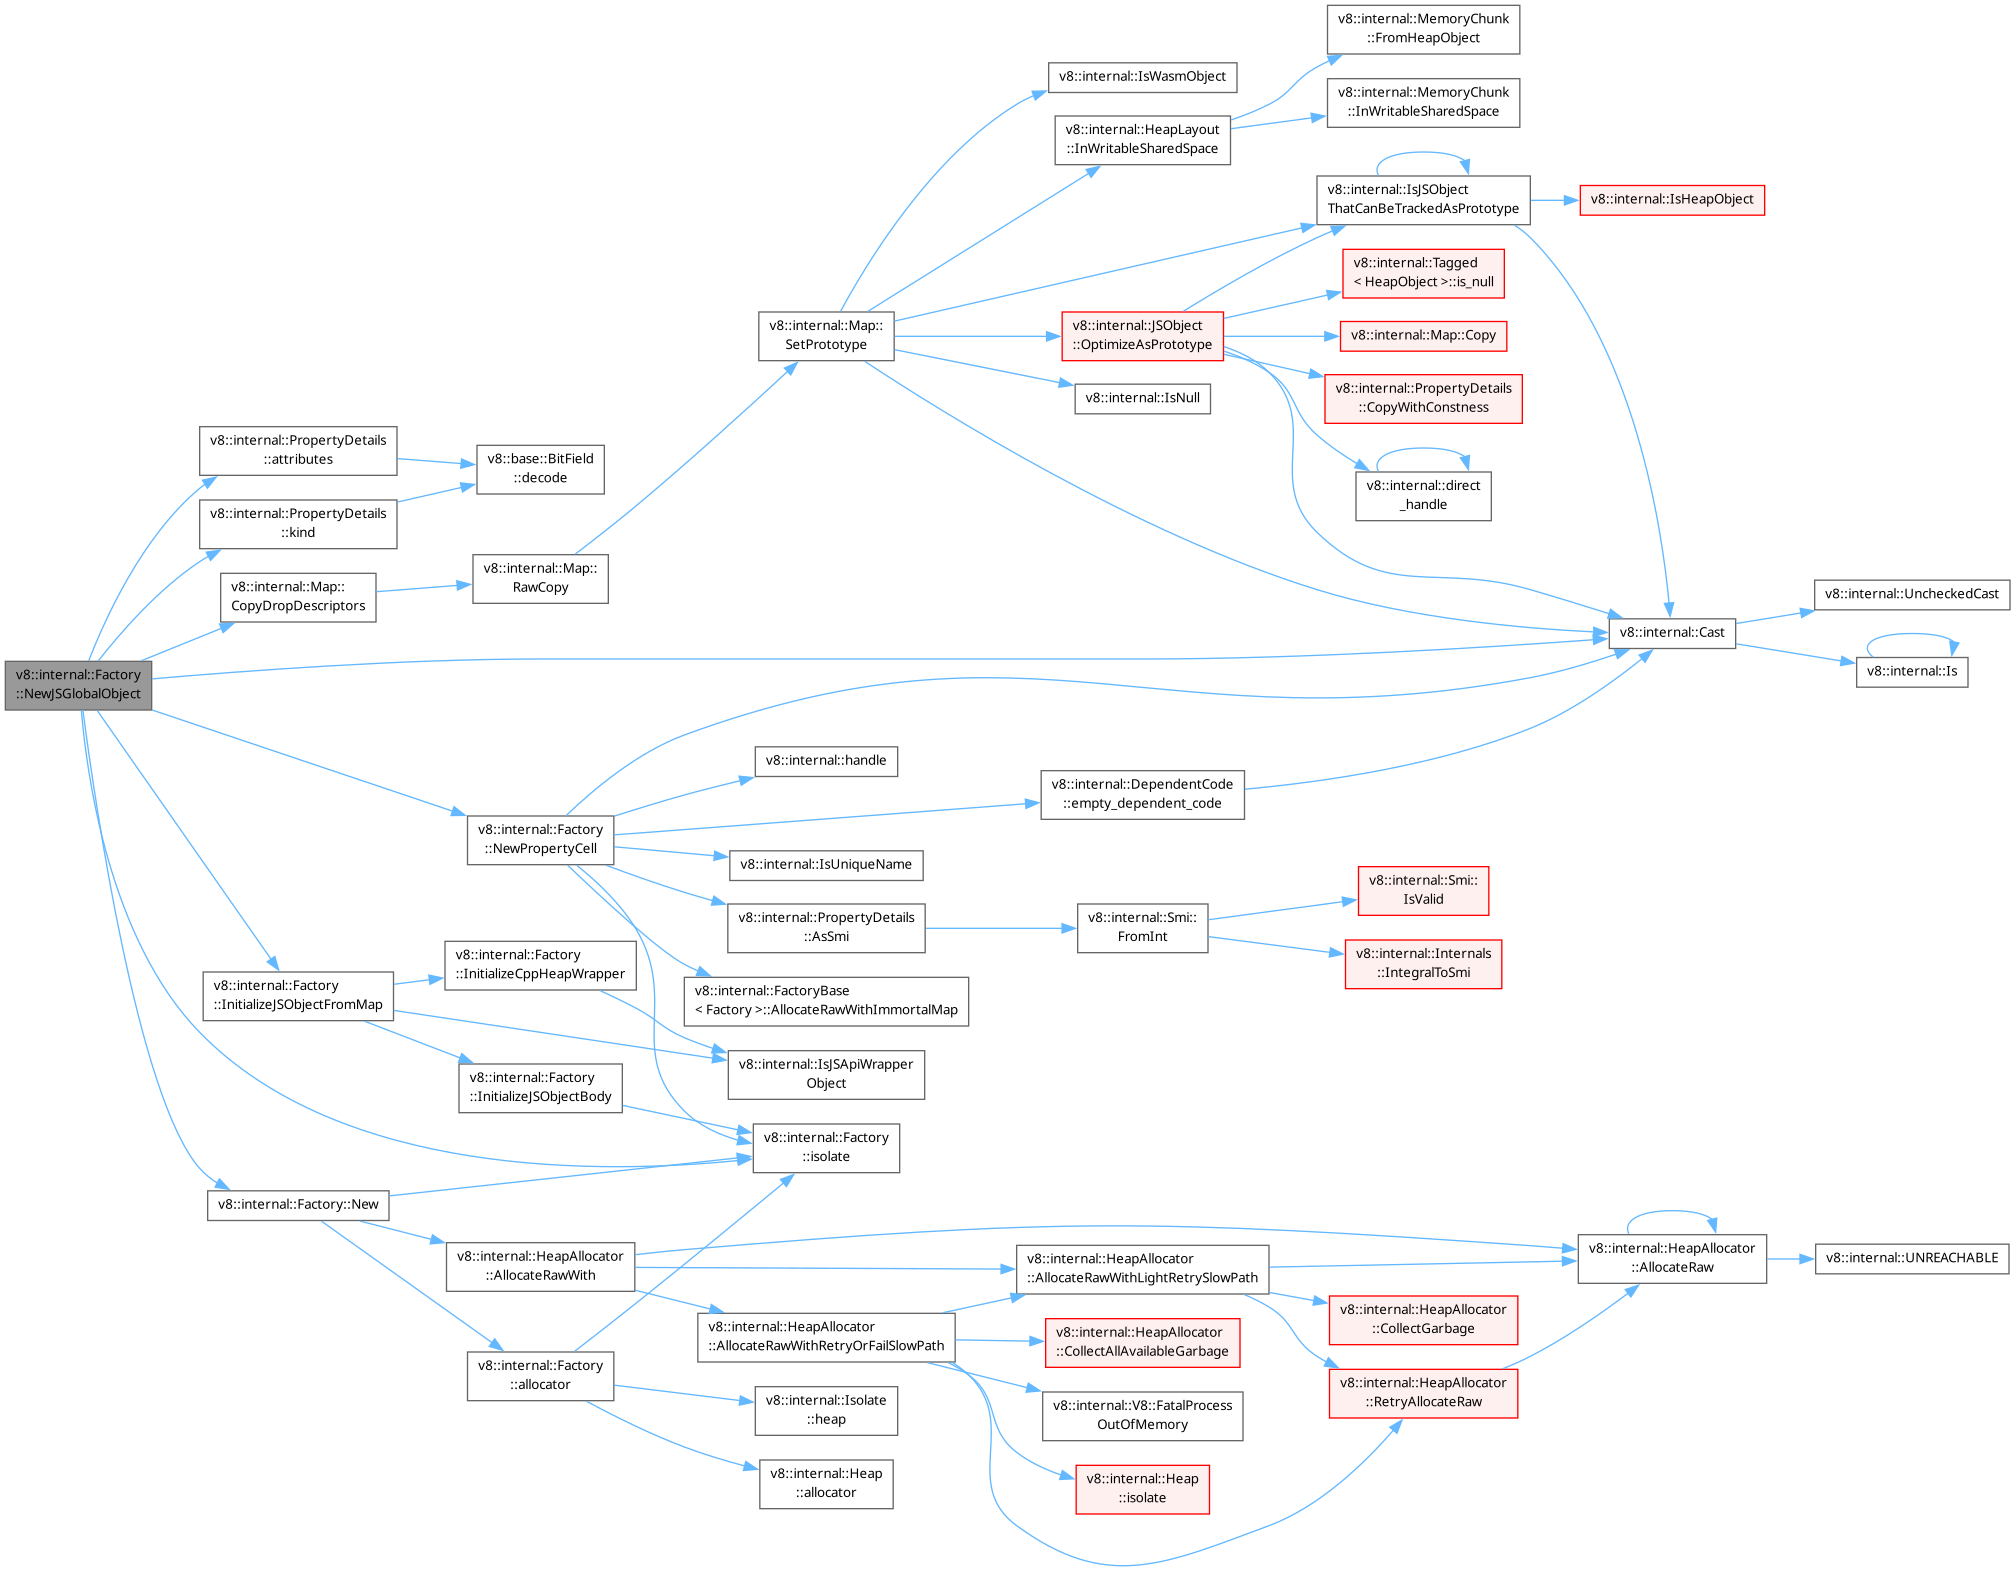 v8::internal::MemoryChunk
::FromHeapObject
v8::internal::IsWasmObject
v8::internal::MemoryChunk
::InWritableSharedSpace
v8::internal::HeapLayout
::InWritableSharedSpace
v8::internal::IsJSObject
ThatCanBeTrackedAsPrototype
v8::internal::IsHeapObject
v8::internal::Tagged
< HeapObject >::is_null
v8::internal::Map::
SetPrototype
v8::internal::JSObject
::OptimizeAsPrototype
v8::internal::Map::Copy
v8::internal::IsNull
v8::internal::PropertyDetails
::CopyWithConstness
v8::internal::PropertyDetails
::attributes
v8::base::BitField
::decode
v8::internal::direct
_handle
v8::internal::PropertyDetails
::kind
v8::internal::Map::
RawCopy
v8::internal::Map::
CopyDropDescriptors
v8::internal::UncheckedCast
v8::internal::Cast
v8::internal::Is
v8::internal::Factory
::NewJSGlobalObject
v8::internal::handle
v8::internal::DependentCode
::empty_dependent_code
v8::internal::Factory
::NewPropertyCell
v8::internal::IsUniqueName
v8::internal::Smi::
IsValid
v8::internal::PropertyDetails
::AsSmi
v8::internal::Smi::
FromInt
v8::internal::Internals
::IntegralToSmi
v8::internal::Factory
::InitializeCppHeapWrapper
v8::internal::Factory
::InitializeJSObjectFromMap
v8::internal::FactoryBase
< Factory >::AllocateRawWithImmortalMap
v8::internal::IsJSApiWrapper
Object
v8::internal::Factory
::InitializeJSObjectBody
v8::internal::Factory
::isolate
v8::internal::Factory::New
v8::internal::HeapAllocator
::AllocateRawWith
v8::internal::HeapAllocator
::AllocateRawWithLightRetrySlowPath
v8::internal::HeapAllocator
::AllocateRaw
v8::internal::UNREACHABLE
v8::internal::HeapAllocator
::AllocateRawWithRetryOrFailSlowPath
v8::internal::HeapAllocator
::CollectAllAvailableGarbage
v8::internal::HeapAllocator
::CollectGarbage
v8::internal::Factory
::allocator
v8::internal::HeapAllocator
::RetryAllocateRaw
v8::internal::Isolate
::heap
v8::internal::V8::FatalProcess
OutOfMemory
v8::internal::Heap
::allocator
v8::internal::Heap
::isolate